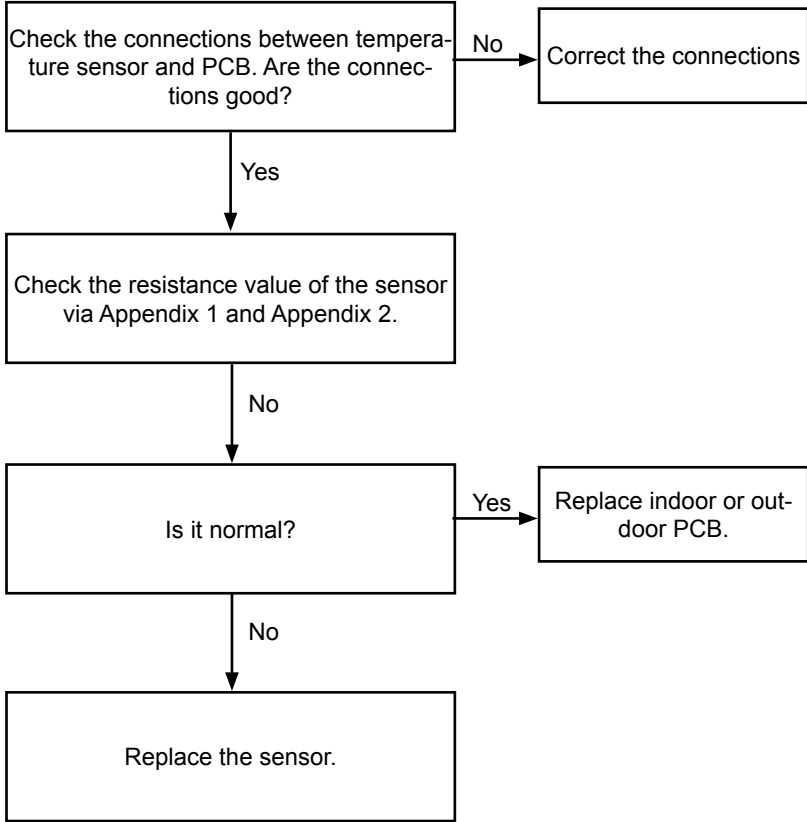 Check the connections between tempera-
ture sensor and PCB. Are the connec-
tions good?
No
Correct the connections
Yes
Check the resistance value of the sensor
via Appendix 1 and Appendix 2.
No
Is it normal?
Yes
Replace indoor or out-
door PCB.
No
Replace the sensor.